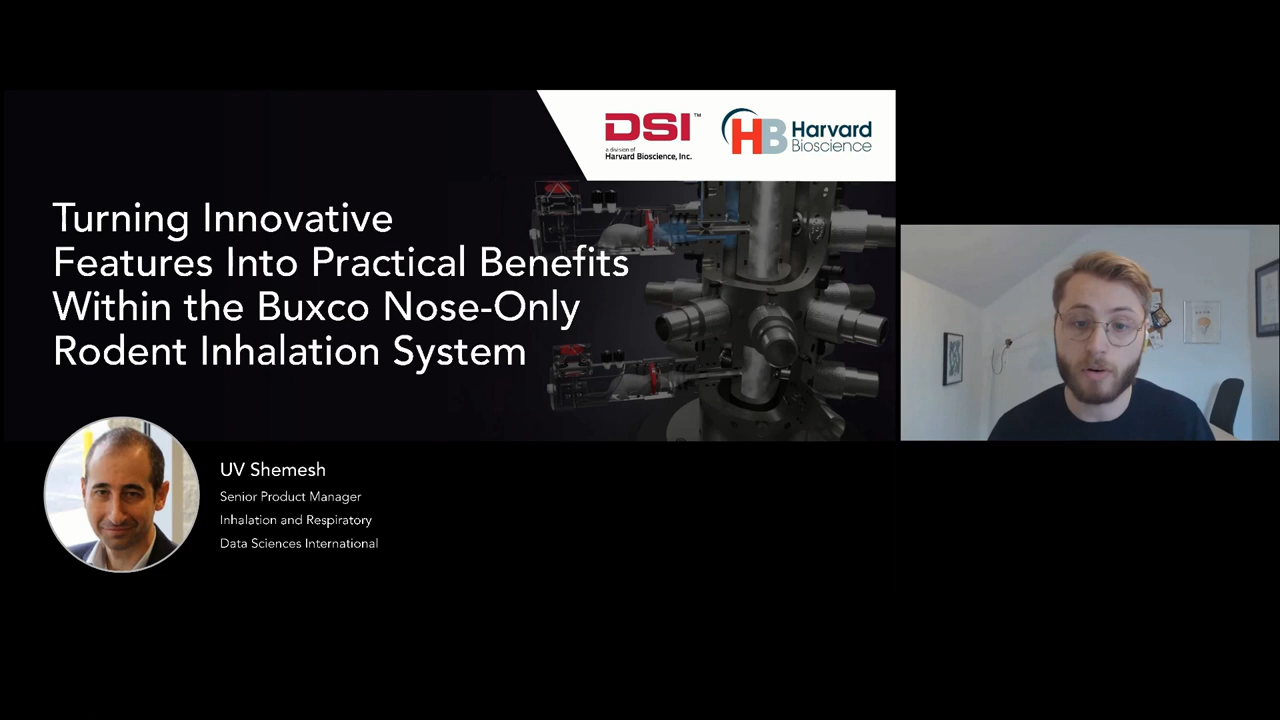 DSI™
a division of
Harvard Bioscience, Inc.
HB Harvard
Bioscience
Turning Innovative
Features Into Practical Benefits
Within the Buxco Nose-Only
Rodent Inhalation System
UV Shemesh
Senior Product Manager
Inhalation and Respiratory
Data Sciences International